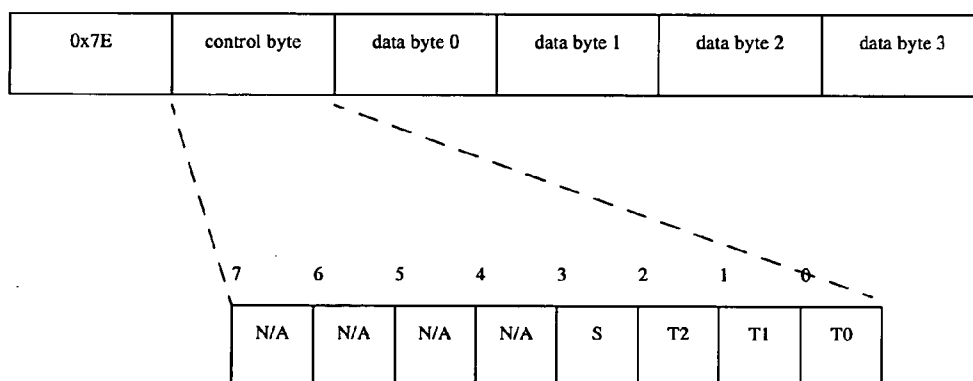 0x7E control byte data byte 0 data byte 1 data byte 2 data byte 3
7 6 5 4 3 2 1 0
N/A N/A N/A N/A S T2 T1 T0